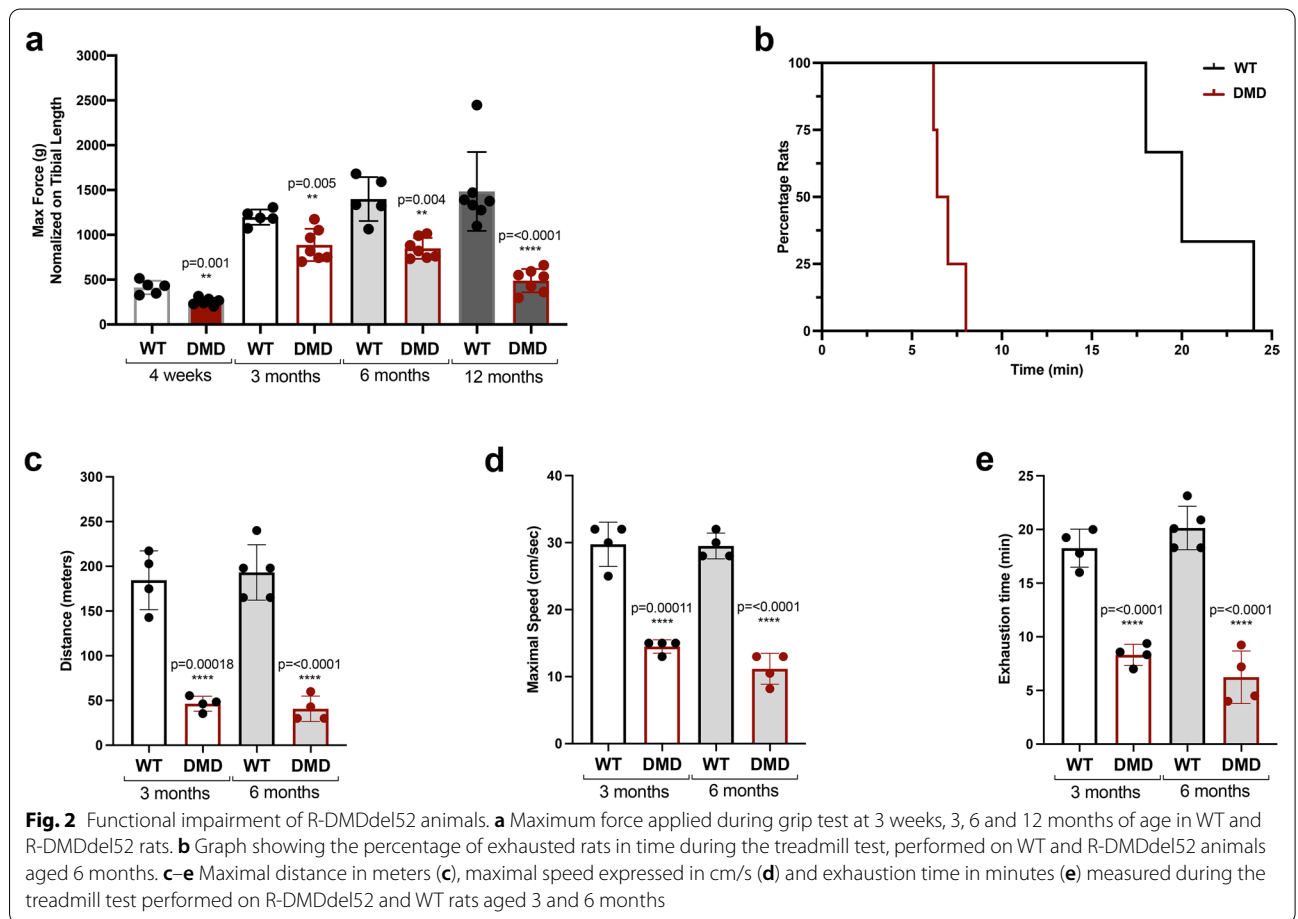 a
3000
2500
2000
1500
1000
500
0
Max Force (g)
Nomalized on Tibial Length
p=0.001
**
p=0.005
**
p=0.004
**
p=<0.0001
****
WT DMD WT DMD WT DMD WT DMD
4 weeks 3 months 6 months 12 months
b
100
75
50
25
0
Percentage Rats
WT
DMD
0 5 10 15 20 25
Time (min)
c
300
250
200
150
100
50
0
Distance (meters)
p=0.00018
****
p=<0.0001
****
WT DMD WT DMD
3 months 6 months
d
40
30
20
10
0
Maximal Speed (cm/sec)
p=0.00011
****
p=<0.0001
****
WT DMD WT DMD
3 months 6 months
e
25
20
15
10
5
0
Exhaustion time (min)
p=<0.0001
****
p=<0.0001
****
WT DMD WT DMD
3 months 6 months
Fig. 2 Functional impairment of R-DMDdel52 animals. a Maximum force applied during grip test at 3 weeks, 3, 6 and 12 months of age in WT and
R-DMDdel52 rats. b Graph showing the percentage of exhausted rats in time during the treadmill test, performed on WT and R-DMDdel52 animals
aged 6 months. c–e Maximal distance in meters (c), maximal speed expressed in cm/s (d) and exhaustion time in minutes (e) measured during the
treadmill test performed on R-DMDdel52 and WT rats aged 3 and 6 months